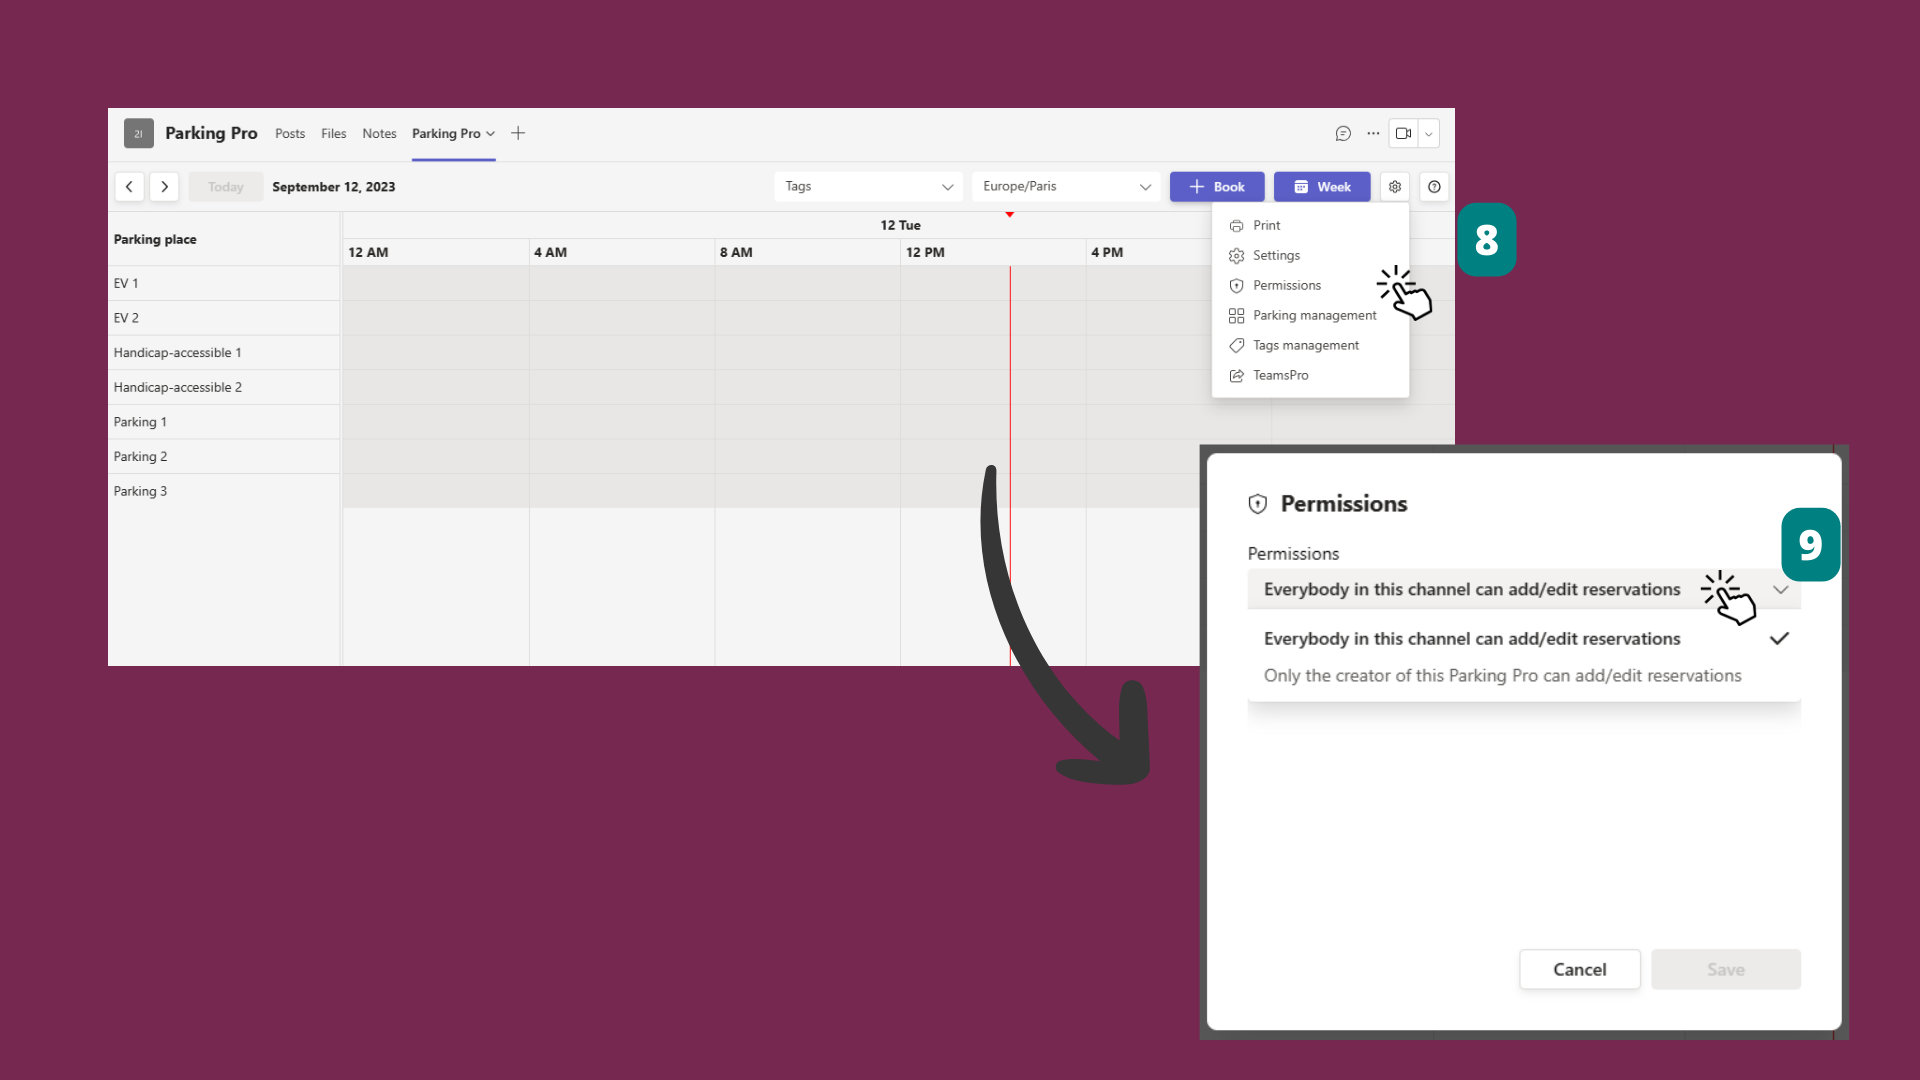 21 Parking Pro Posts Files Notes Parking Pro
Today September 12, 2023 Tags Europe/Paris Book Week
Parking place
12 Tue
12 AM 4 AM 8 AM 12 PM 4 PM
EV 1
EV 2
Handicap-accessible 1
Handicap-accessible 2
Parking 1
Parking 2
Parking 3
Print
Settings
Permissions
Parking management
Tags management
TeamsPro
8
Permissions
9
Permissions
Everybody in this channel can add/edit reservations
Everybody in this channel can add/edit reservations
Only the creator of this Parking Pro can add/edit reservations
Cancel Save